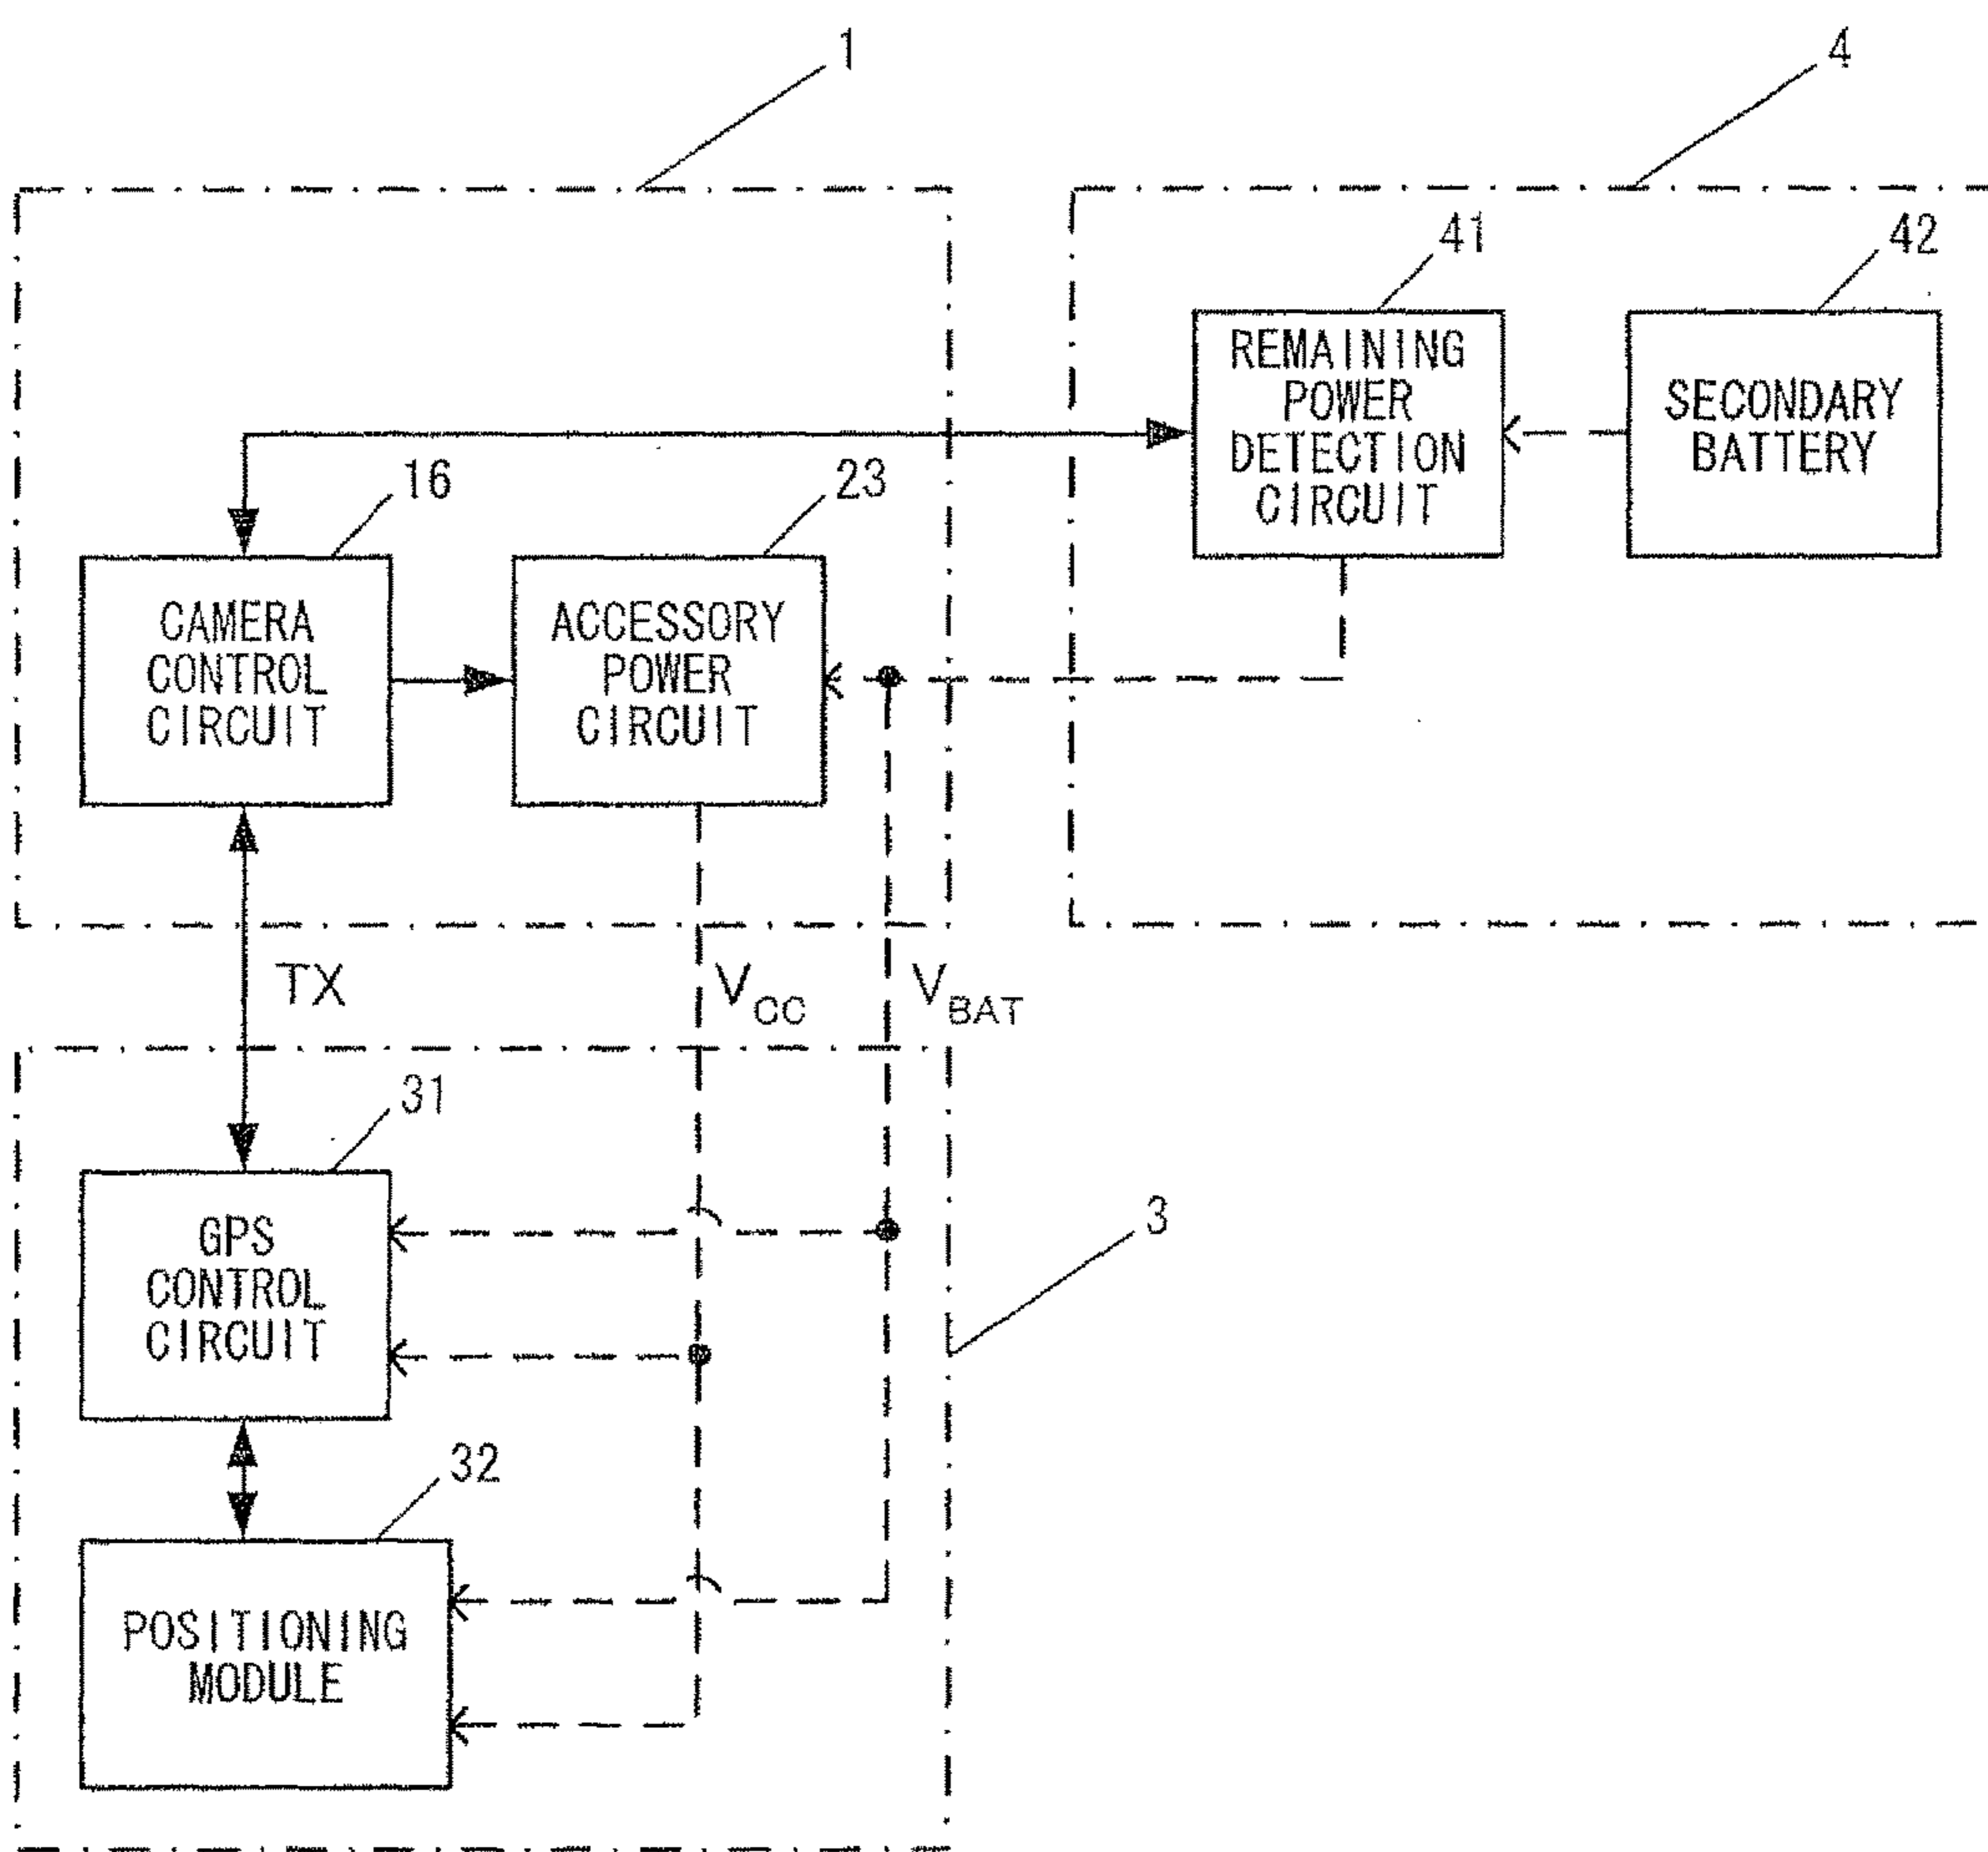 1
4
41
42
REMAINING
POWER
DETECTION
CIRCUIT
SECONDARY
BATTERY
16
23
CAMERA
CONTROL
CIRCUIT
ACCESSORY
POWER
CIRCUIT
TX
VCC
VBAT
31
3
GPS
CONTROL
CIRCUIT
32
POSITIONING
MODULE